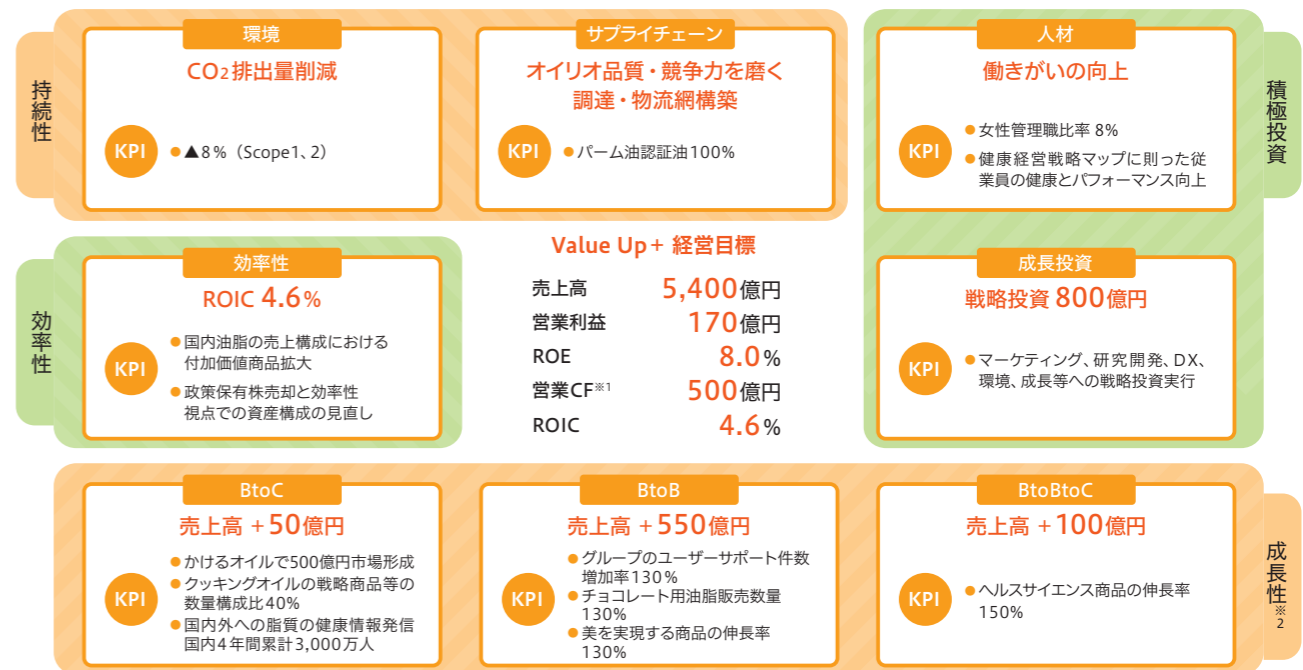 持続性
環境
CO2排出量削減
KPI
●▲8%（Scope1、2）
サプライチェーン
オイリオ品質・競争力を磨く
調達・物流網構築
KPI
●パーム油認証油100%
積極投資
人材
働きがいの向上
KPI
●女性管理職比率 8%
●健康経営戦略マップに則った従
業員の健康とパフォーマンス向上
効率性
効率性
ROIC 4.6%
KPI
●国内油脂の売上構成における
付加価値商品拡大
●政策保有株売却と効率性
視点での資産構成の見直し
Value Up+ 経営目標
売上高 5,400億円
営業利益 170億円
ROE 8.0%
営業CF※1 500億円
ROIC 4.6%
成長投資
戦略投資 800億円
KPI
●マーケティング、研究開発、DX、
環境、成長等への戦略投資実行
BtoC
売上高 +50億円
KPI
●かけるオイルで500億円市場形成
●クッキングオイルの戦略商品等の
数量構成比40%
●国内外への脂質の健康情報発信
国内4年間累計3,000万人
BtoB
売上高 +550億円
KPI
●グループのユーザーサポート件数
増加率130%
●チョコレート用油脂販売数量
130%
●美を実現する商品の伸長率
130%
BtoBtoC
売上高 +100億円
KPI
●ヘルスサイエンス商品の伸長率
150%
成長性※2